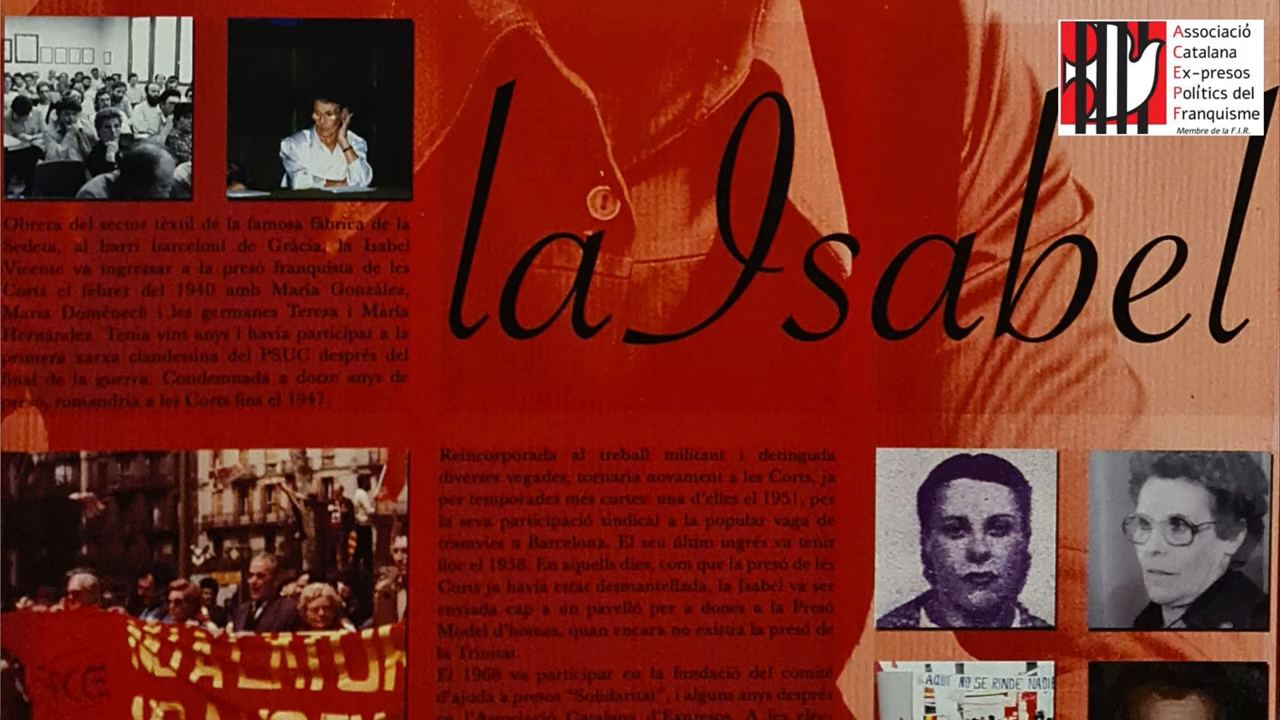 Associació
Catalana
Ex-presos
Polítics del
Franquisme
Membre de la F.I.R.
la Isabel
Obrera del sector tèxtil de la famosa fàbrica de la
Sedeta, al barri barceloní de Gràcia, la Isabel
Vicente va ingressar a la presó franquista de les
Corts el febrer del 1940 amb María González,
Maria Domènech i les germanes Teresa i María
Hernández. Tenia vint anys i havia participat a la
primera xarxa clandestina del PSUC després del
final de la guerra. Condemnada a dotze anys de
presó, romandria a les Corts fins el 1947.
Reincorporada al treball militant i detinguda
diverses vegades, tornaria novament a les Corts, ja
per temporades més curtes: una d'elles el 1951, per
la seva participació sindical a la popular vaga de
tramvies a Barcelona. El seu últim ingrés va tenir
lloc el 1958. En aquells dies, com que la presó de les
Corts ja havia estat desmantellada, la Isabel va ser
enviada cap a un pavelló per a dones a la Presó
Model d'homes, quan encara no existia la presó de
la Trinitat.
El 1968 va participar en la fundació del comitè
d'ajuda a presos "Solidaritat", i alguns anys després
en l'Associació Catalana d'Expresos. A les elec-
AQUI NO SE RINDE NADIE